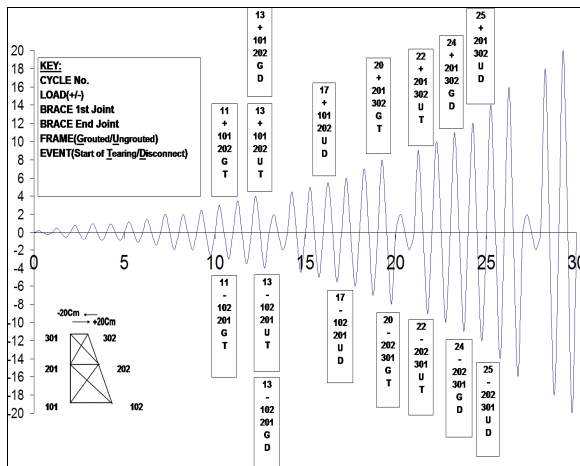 KEY:
CYCLE No.
LOAD(+/-)
BRACE 1st Joint
BRACE End Joint
FRAME(Grouted/Ungrouted)
EVENT(Start of Tearing/Disconnect)
13
+
101
202
G
D
11
+
101
202
G
T
13
+
101
202
U
T
17
+
101
202
U
D
20
+
201
302
G
T
22
+
201
302
U
T
24
+
201
302
G
D
25
+
201
302
U
D
20
18
16
14
12
10
8
6
4
2
0
-2
-4
-6
-8
-10
-12
-14
-16
-18
-20
0
5
10
15
20
25
30
11
-
102
201
G
T
13
-
102
201
U
T
13
-
102
201
G
D
17
-
102
201
U
D
20
-
202
301
G
T
22
-
202
301
U
T
24
-
202
301
G
D
25
-
202
301
U
D
-20Cm
+20Cm
301
302
201
202
101
102